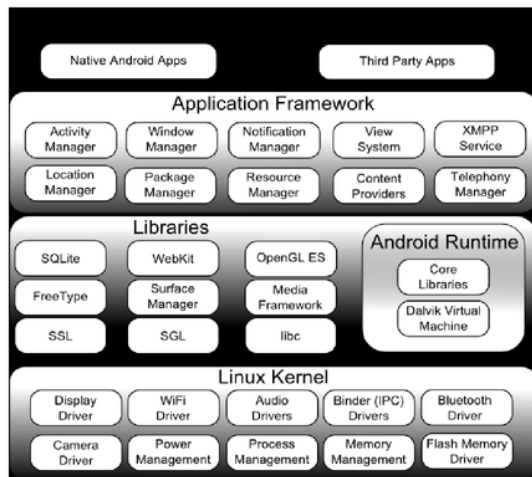 Native Android Apps
Third Party Apps
Application Framework
Activity
Manager
Window
Manager
Notification
Manager
View
System
XMPP
Service
Location
Manager
Package
Manager
Resource
Manager
Content
Providers
Telephony
Manager
Libraries
SQLite
WebKit
OpenGL ES
FreeType
Surface
Manager
Media
Framework
SSL
SGL
libc
Android Runtime
Core
Libraries
Dalvik Virtual
Machine
Linux Kernel
Display
Driver
WiFi
Driver
Audio
Drivers
Binder (IPC)
Drivers
Bluetooth
Driver
Camera
Driver
Power
Management
Process
Management
Memory
Management
Flash Memory
Driver